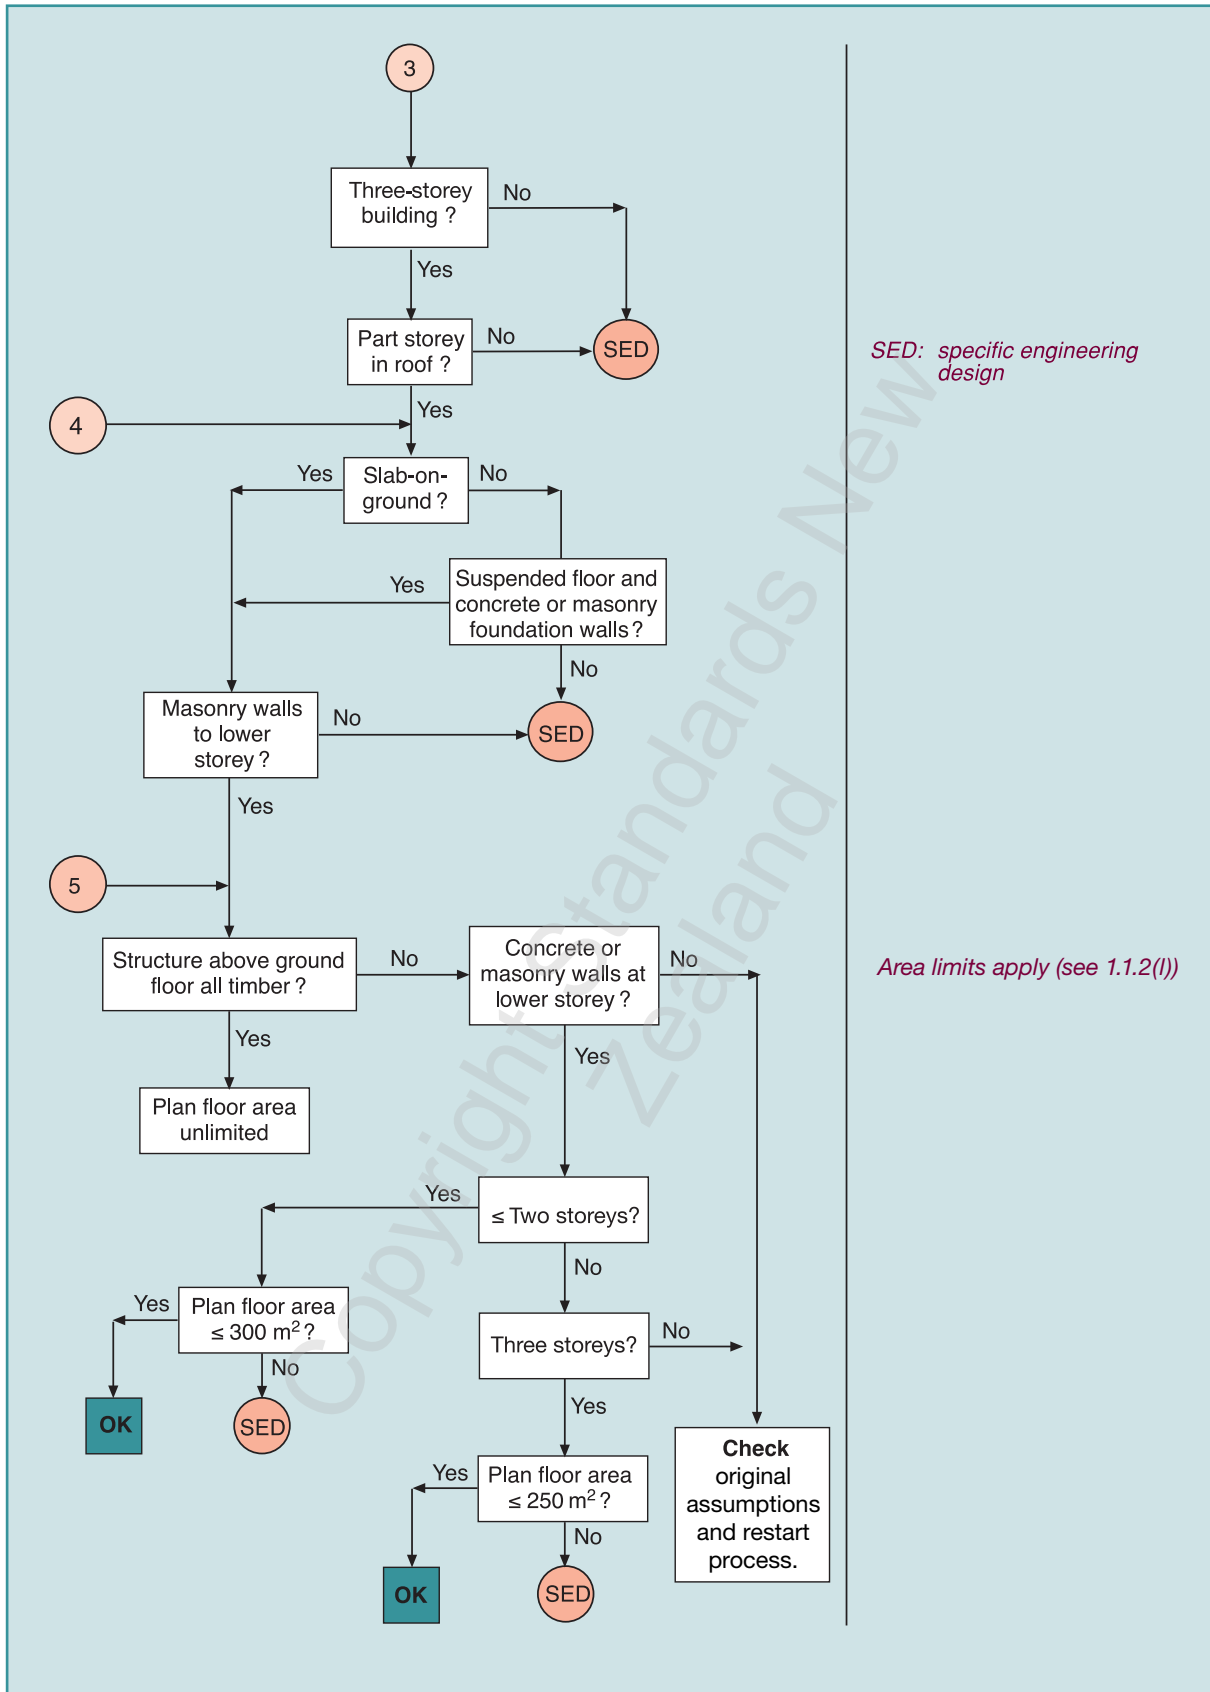 3
Three-storey
building ?
No
Yes
Part storey
in roof ?
No
SED
SED: specific engineering
design
Yes
4
Yes
Slab-on-
ground ?
No
Yes
Suspended floor and
concrete or masonry
foundation walls ?
No
Masonry walls
to lower
storey ?
No
SED
Yes
5
Structure above ground
floor all timber ?
No
Concrete or
masonry walls at
lower storey ?
No
Area limits apply (see 1.1.2(l))
Yes
Yes
Plan floor area
unlimited
Yes
≤ Two storeys?
No
Yes
Plan floor area
≤ 300 m² ?
No
Three storeys?
No
OK
SED
Yes
Yes
Plan floor area
≤ 250 m² ?
No
OK
SED
Check
original
assumptions
and restart
process.
Copyright Standards New
Zealand